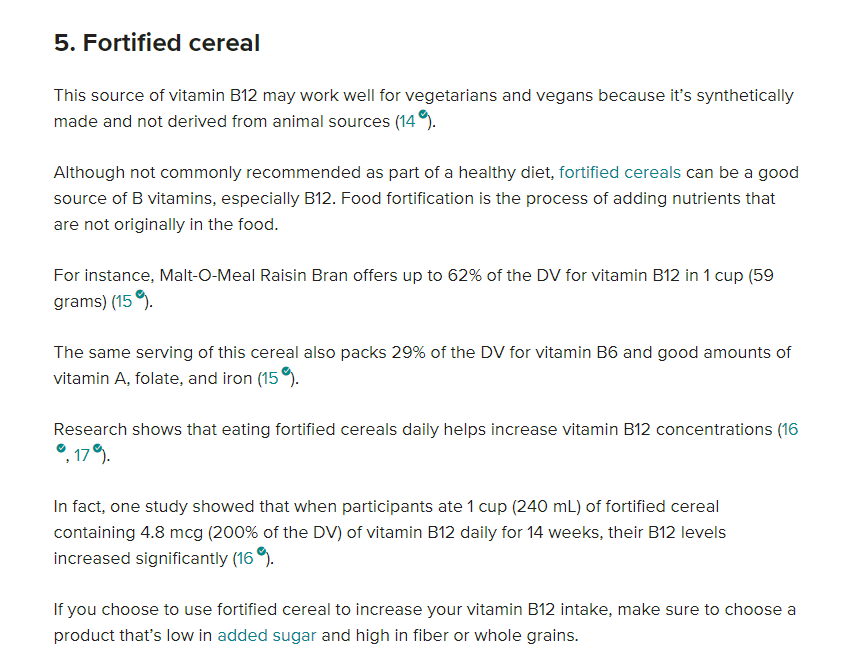 5. Fortified cereal
This source of vitamin B12 may work well for vegetarians and vegans because it's synthetically
made and not derived from animal sources (14).
Although not commonly recommended as part of a healthy diet, fortified cereals can be a good
source of B vitamins, especially B12. Food fortification is the process of adding nutrients that
are not originally in the food.
For instance, Malt-O-Meal Raisin Bran offers up to 62% of the DV for vitamin B12 in 1 cup (59
grams) (15).
The same serving of this cereal also packs 29% of the DV for vitamin B6 and good amounts of
vitamin A, folate, and iron (15).
Research shows that eating fortified cereals daily helps increase vitamin B12 concentrations (16
, 17).
In fact, one study showed that when participants ate 1 cup (240 mL) of fortified cereal
containing 4.8 mcg (200% of the DV) of vitamin B12 daily for 14 weeks, their B12 levels
increased significantly (16).
If you choose to use fortified cereal to increase your vitamin B12 intake, make sure to choose a
product that's low in added sugar and high in fiber or whole grains.